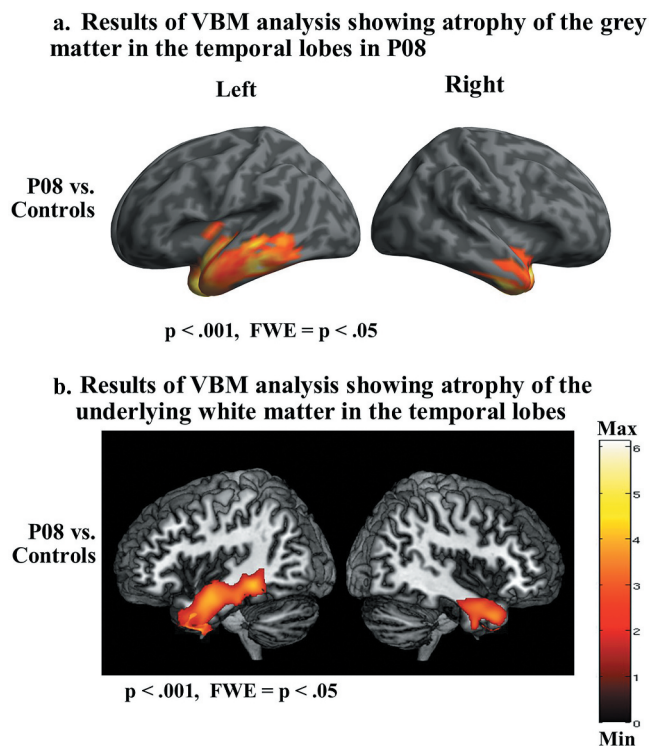 a. Results of VBM analysis showing atrophy of the grey
matter in the temporal lobes in P08
Left
Right
P08 vs.
Controls
p < .001, FWE = p < .05
b. Results of VBM analysis showing atrophy of the
underlying white matter in the temporal lobes
Max
6
5
4
3
2
1
0
Min
P08 vs.
Controls
p < .001, FWE = p < .05